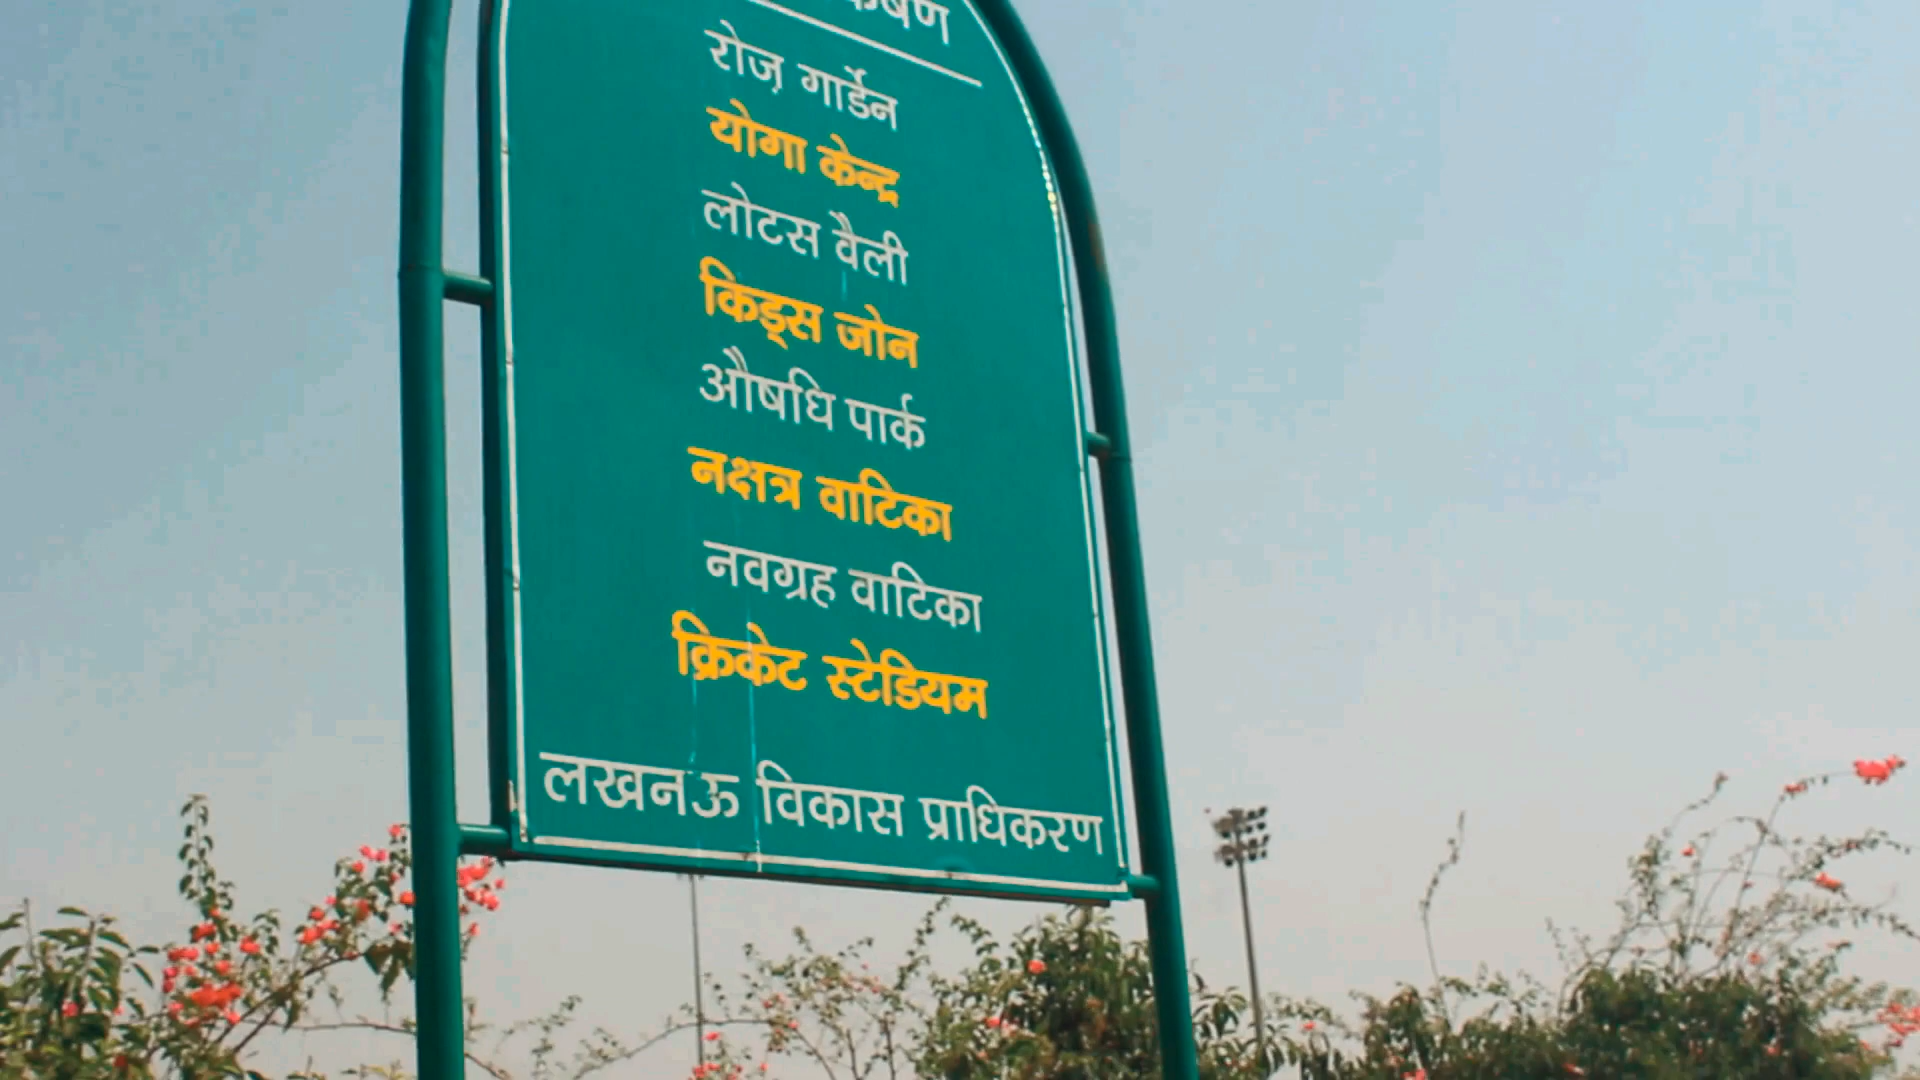 रोज़ गार्डेन
योगा केन्द्र
लोटस वैली
किड्स जोन
औषधि पार्क
नक्षत्र वाटिका
नवग्रह वाटिका
क्रिकेट स्टेडियम
लखनऊ विकास प्राधिकरण